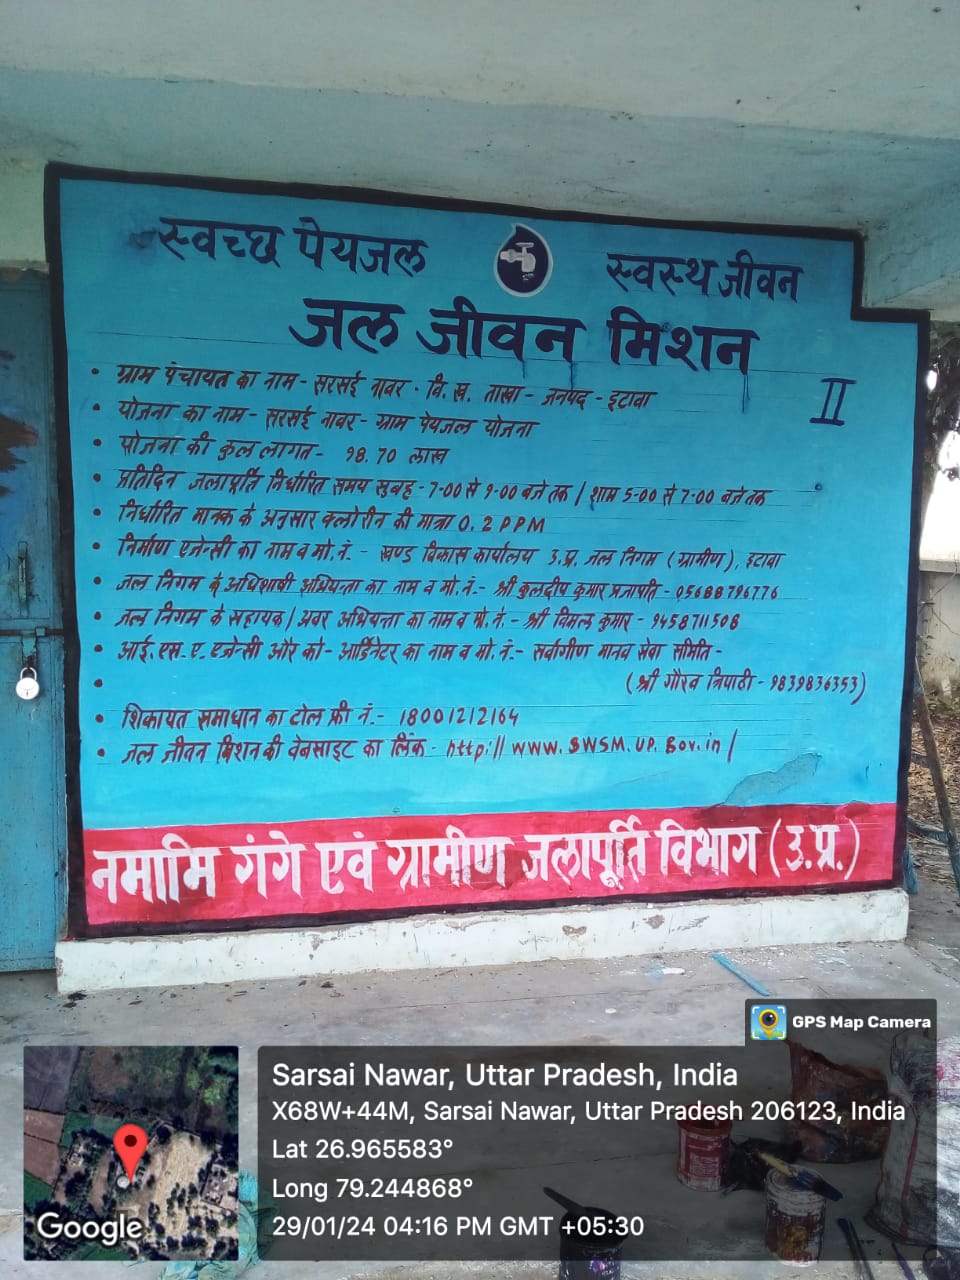 स्वच्छ पेयजल स्वस्थ जीवन
जल जीवन मिशन
II
• ग्राम पंचायत का नाम - सरसई नावर - वि. ख. ताखा - जनपद - इटावा
• योजना का नाम - सरसई नावर - ग्राम पेयजल योजना
• योजना की कुल लागत - 98.70 लाख
• प्रतिदिन जलापूर्ति निर्धारित समय सुबह - 7-00 से 9-00 बजे तक / शाम 5-00 से 7-00 बजे तक
• निर्धारित मानक के अनुसार क्लोरीन की मात्रा 0.2 PPM
• निर्माण एजेन्सी का नाम व मो. नं. - खण्ड विकास कार्यालय उ.प्र. जल निगम (ग्रामीण), इटावा
• जल निगम के अधिशाषी अभियन्ता का नाम व मो. नं. - श्री कुलदीप कुमार प्रजापति - 05688796776
• जल निगम के सहायक / अवर अभियन्ता का नाम व मो. नं. - श्री विमल कुमार - 9458711508
• आई. एस. ए. एजेन्सी और को - आर्डिनेटर का नाम व मो. नं. - सर्वागीण मानव सेवा समिति -
• (श्री गौरव त्रिपाठी - 9839836353)
• शिकायत समाधान का टोल फ्री नं. - 18001212164
• जल जीवन मिशन की वेबसाइट का लिंक - http:// www. SWSM. UP. Gov. in /
नमामि गंगे एवं ग्रामीण जलापूर्ति विभाग (उ.प्र.)
GPS Map Camera
Sarsai Nawar, Uttar Pradesh, India
X68W+44M, Sarsai Nawar, Uttar Pradesh 206123, India
Lat 26.965583°
Long 79.244868°
29/01/24 04:16 PM GMT +05:30
Google